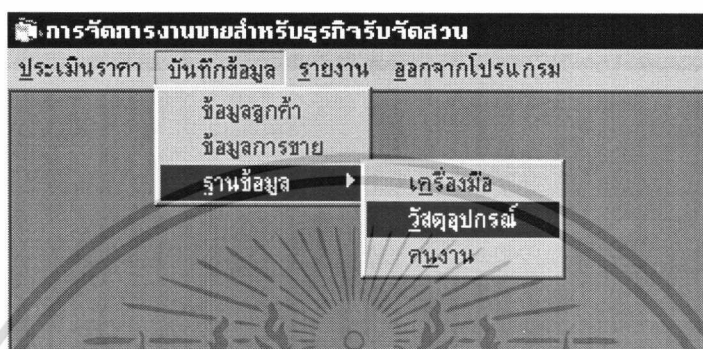 การจัดการงานขายสำหรับธุรกิจรับจัดสวน
ประเมินราคา บันทึกข้อมูล รายงาน ออกจากโปรแกรม
ข้อมูลลูกค้า
ข้อมูลการขาย
ฐานข้อมูล
เครื่องมือ
วัสดุอุปกรณ์
คนงาน